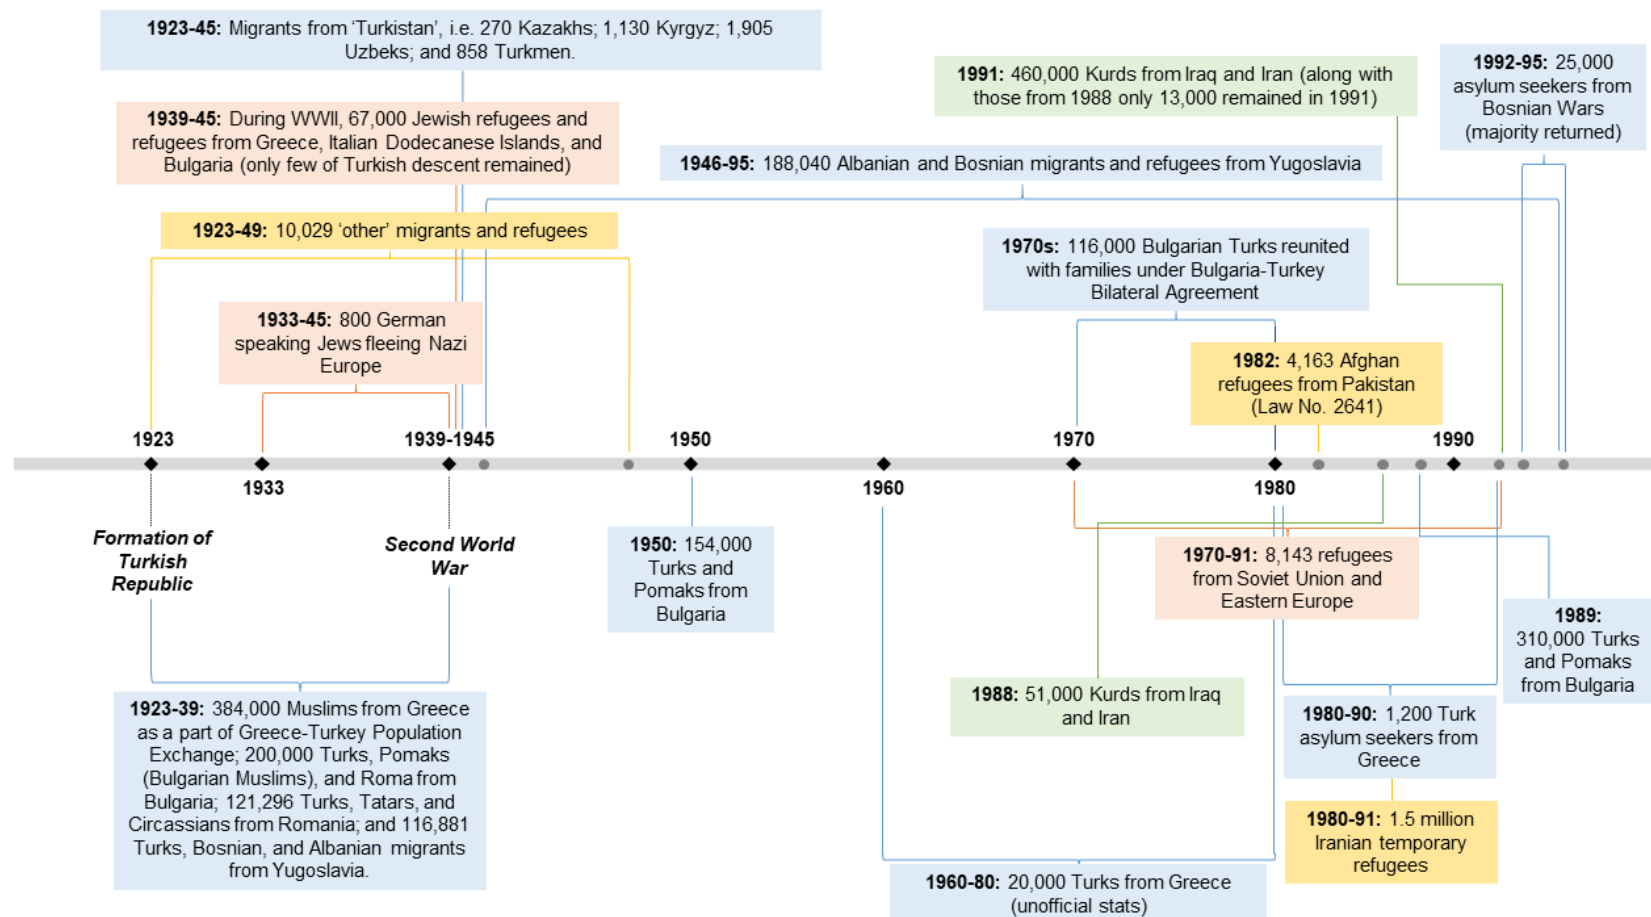 1923-45: Migrants from ‘Turkistan’, i.e. 270 Kazakhs; 1,130 Kyrgyz; 1,905
Uzbeks; and 858 Turkmen.
1939-45: During WWII, 67,000 Jewish refugees and
refugees from Greece, Italian Dodecanese Islands, and
Bulgaria (only few of Turkish descent remained)
1991: 460,000 Kurds from Iraq and Iran (along with
those from 1988 only 13,000 remained in 1991)
1992-95: 25,000
asylum seekers from
Bosnian Wars
(majority returned)
1946-95: 188,040 Albanian and Bosnian migrants and refugees from Yugoslavia
1923-49: 10,029 ‘other’ migrants and refugees
1970s: 116,000 Bulgarian Turks reunited
with families under Bulgaria-Turkey
Bilateral Agreement
1933-45: 800 German
speaking Jews fleeing Nazi
Europe
1982: 4,163 Afghan
refugees from Pakistan
(Law No. 2641)
1923
1939-1945
1950
1970
1990
1933
1960
1980
Formation of
Turkish
Republic
Second World
War
1950: 154,000
Turks and
Pomaks from
Bulgaria
1970-91: 8,143 refugees
from Soviet Union and
Eastern Europe
1989:
310,000 Turks
and Pomaks
from Bulgaria
1988: 51,000 Kurds from Iraq
and Iran
1923-39: 384,000 Muslims from Greece
as a part of Greece-Turkey Population
Exchange; 200,000 Turks, Pomaks
(Bulgarian Muslims), and Roma from
Bulgaria; 121,296 Turks, Tatars, and
Circassians from Romania; and 116,881
Turks, Bosnian, and Albanian migrants
from Yugoslavia.
1980-90: 1,200 Turk
asylum seekers from
Greece
1980-91: 1.5 million
Iranian temporary
refugees
1960-80: 20,000 Turks from Greece
(unofficial stats)